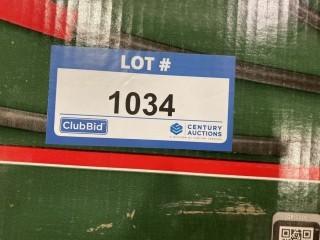 LOT #
1034
ClubBid
CENTURY
AUCTIONS